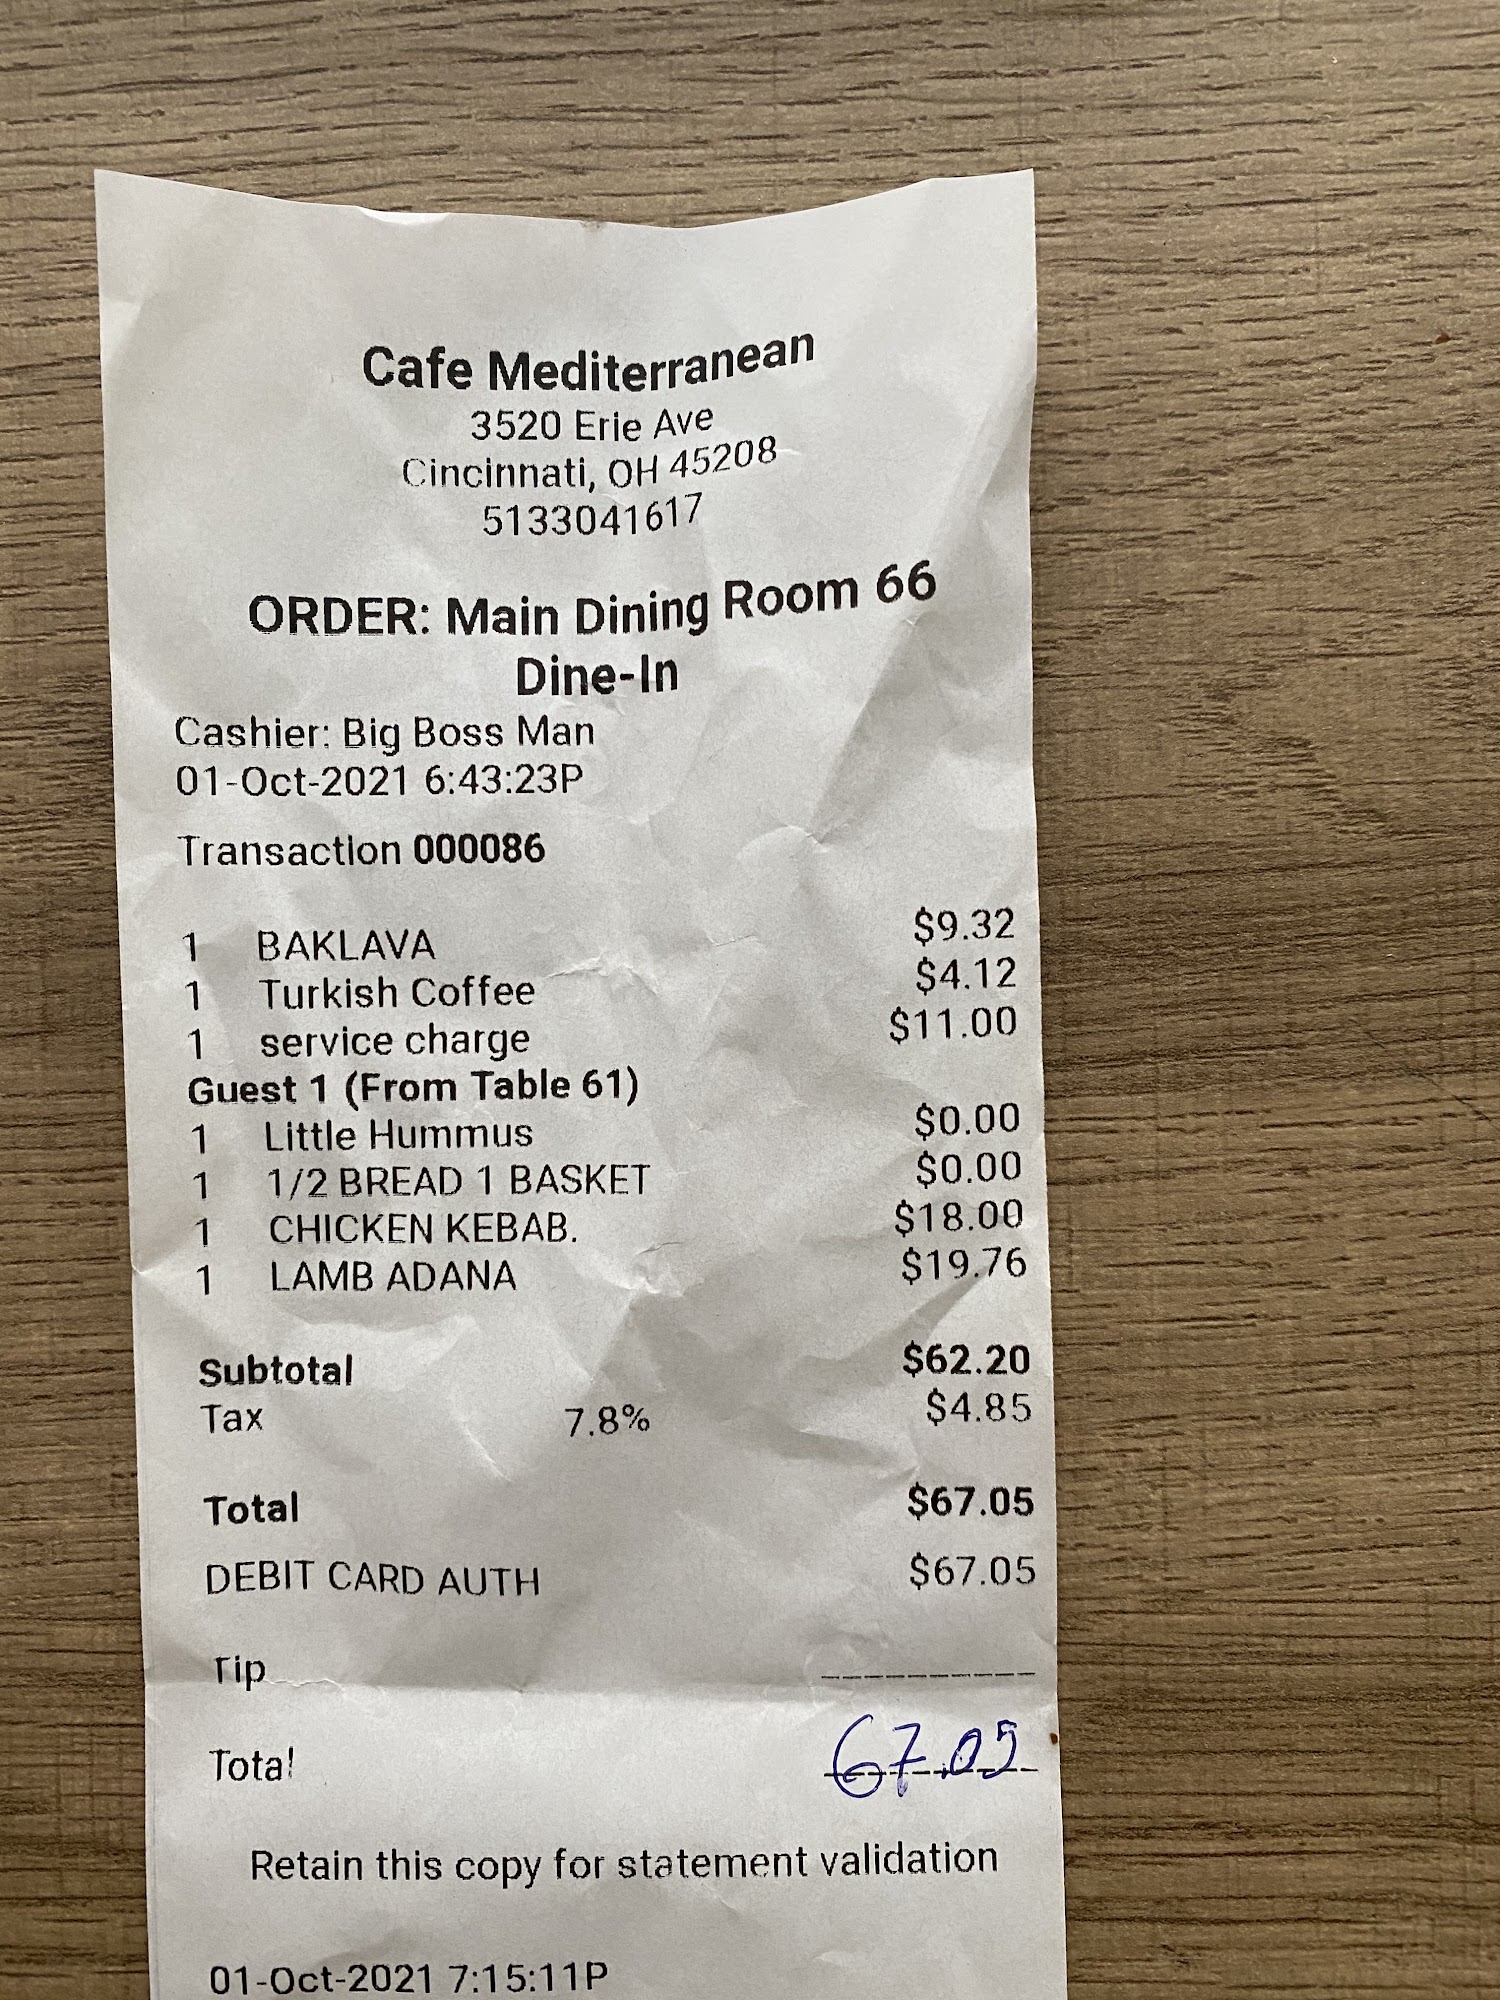 Cafe Mediterranean
3520 Erie Ave
Cincinnati, OH 45208
5133041617
ORDER: Main Dining Room 66
Dine-In
Cashier: Big Boss Man
01-Oct-2021 6:43:23P
Transaction 000086
1 BAKLAVA $9.32
1 Turkish Coffee $4.12
1 service charge $11.00
Guest 1 (From Table 61)
1 Little Hummus $0.00
1 1/2 BREAD 1 BASKET $0.00
1 CHICKEN KEBAB. $18.00
1 LAMB ADANA $19.76
Subtotal $62.20
Tax 7.8% $4.85
Total $67.05
DEBIT CARD AUTH $67.05
Tip
Total 67.05
Retain this copy for statement validation
01-Oct-2021 7:15:11P